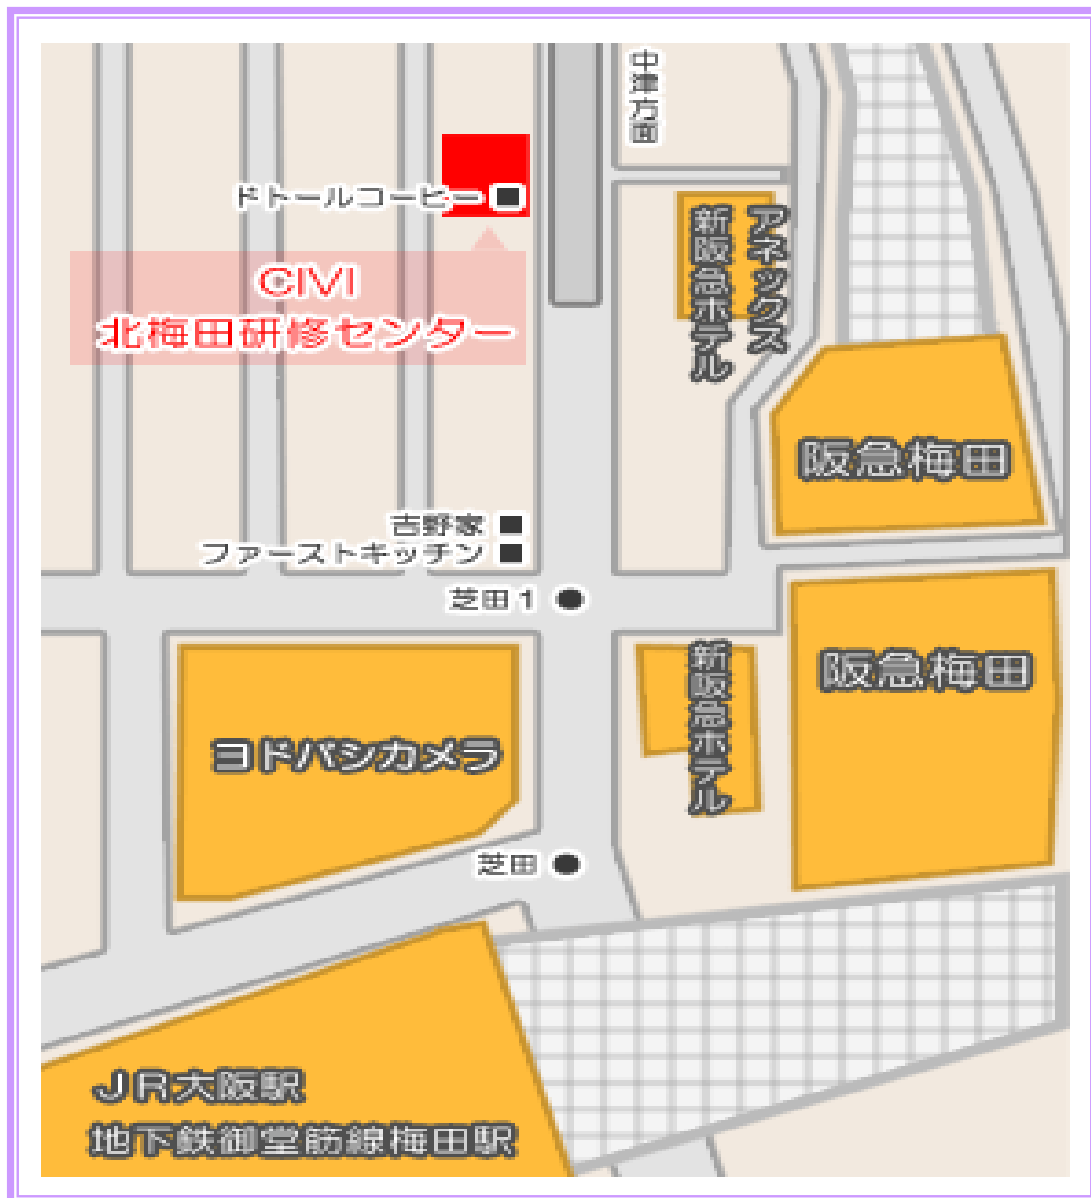 中津方面
ドトールコーヒー
CIVI
北梅田研修センター
アネックス
新阪急ホテル
阪急梅田
吉野家
ファーストキッチン
芝田1
阪急梅田
新阪急ホテル
ヨドバシカメラ
芝田
JR大阪駅
地下鉄御堂筋線梅田駅